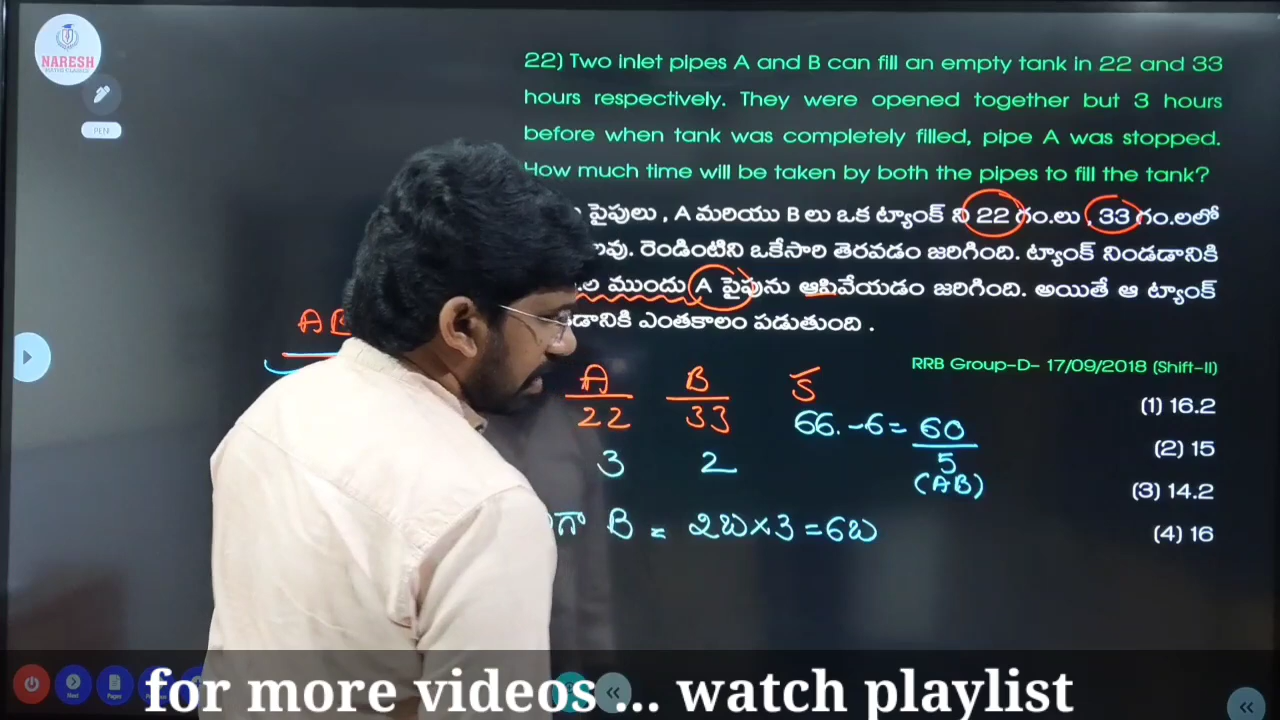 NARESH
MATHS CLASSES
PEN
22) Two inlet pipes A and B can fill an empty tank in 22 and 33
hours respectively. They were opened together but 3 hours
before when tank was completely filled, pipe A was stopped.
How much time will be taken by both the pipes to fill the tank?
పైపులు , A మరియు B లు ఒక ట్యాంక్ ని 22 గం.లు , 33 గం.లలో
రెండింటిని ఒకేసారి తెరవడం జరిగింది. ట్యాంక్ నిండడానికి
ముందు A పైపును ఆపివేయడం జరిగింది. అయితే ఆ ట్యాంక్
ఎంతకాలం పడుతుంది .
RRB Group-D- 17/09/2018 (Shift-II)
(1) 16.2
(2) 15
(3) 14.2
(4) 16
A B
22 33
3 2
66.-6= 60
5
(AB)
B = 2బ×3 =6బ
for more videos ... watch playlist